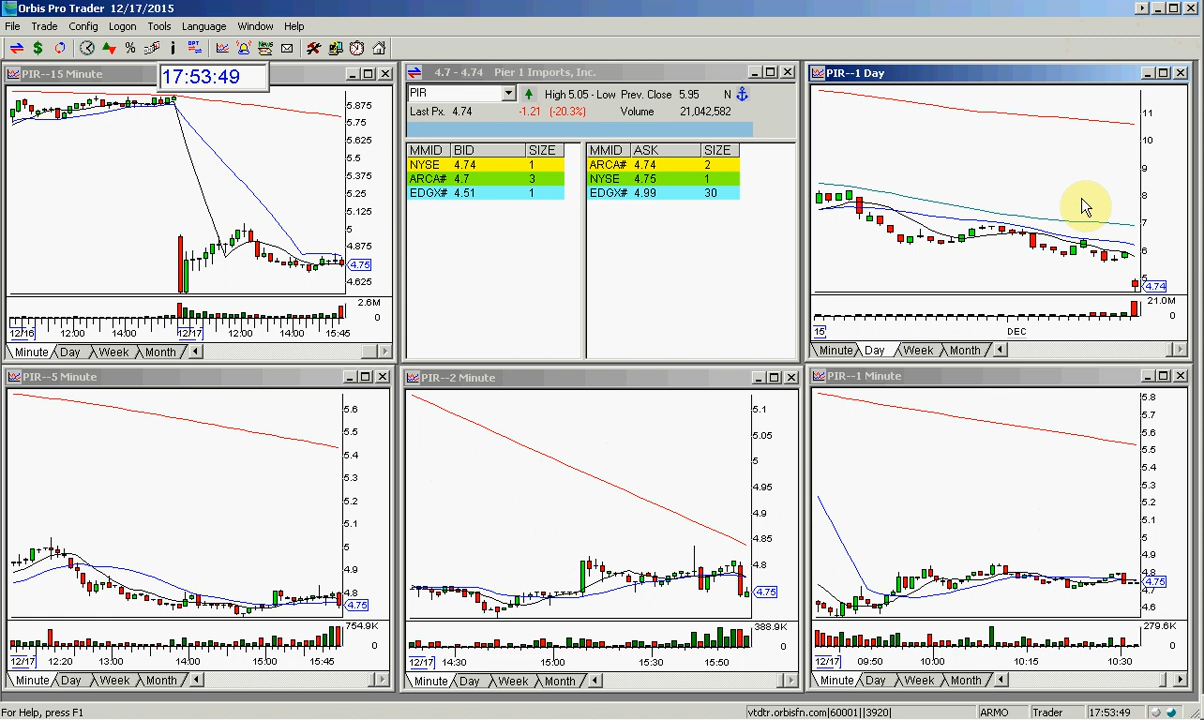 Orbis Pro Trader 12/17/2015
File Trade Config Logon Tools Language Window Help
PIR--15 Minute
17:53:49
5.875
5.75
5.625
5.5
5.375
5.25
5.125
5
4.875
4.75
4.625
2.6M
0
12/16 12:00 14:00 12/17 12:00 14:00 15:45
Minute Day Week Month
4.7 - 4.74 Pier 1 Imports, Inc.
PIR High 5.05 - Low Prev. Close 5.95 N
Last Px. 4.74 -1.21 (-20.3%) Volume 21,042,582
MMID BID SIZE MMID ASK SIZE
NYSE 4.74 1 ARCA# 4.74 2
ARCA# 4.7 3 NYSE 4.75 1
EDGX# 4.51 1 EDGX# 4.99 30
PIR--1 Day
11
10
9
8
7
6
5
4.74
21.0M
0
15 DEC
Minute Day Week Month
PIR--5 Minute
5.6
5.5
5.4
5.3
5.2
5.1
5
4.9
4.8
4.75
754.9K
0
12/17 12:20 13:00 14:00 15:00 15:45
Minute Day Week Month
PIR--2 Minute
5.1
5.05
5
4.95
4.9
4.85
4.8
4.75
388.9K
0
12/17 14:30 15:00 15:30 15:50
Minute Day Week Month
PIR--1 Minute
5.8
5.7
5.6
5.5
5.4
5.3
5.2
5.1
5
4.9
4.8
4.75
4.6
279.6K
0
12/17 09:50 10:00 10:15 10:30
Minute Day Week Month
For Help, press F1 vtdtr.orbisfn.com|60001||3920| ARMO Trader 17:53:49